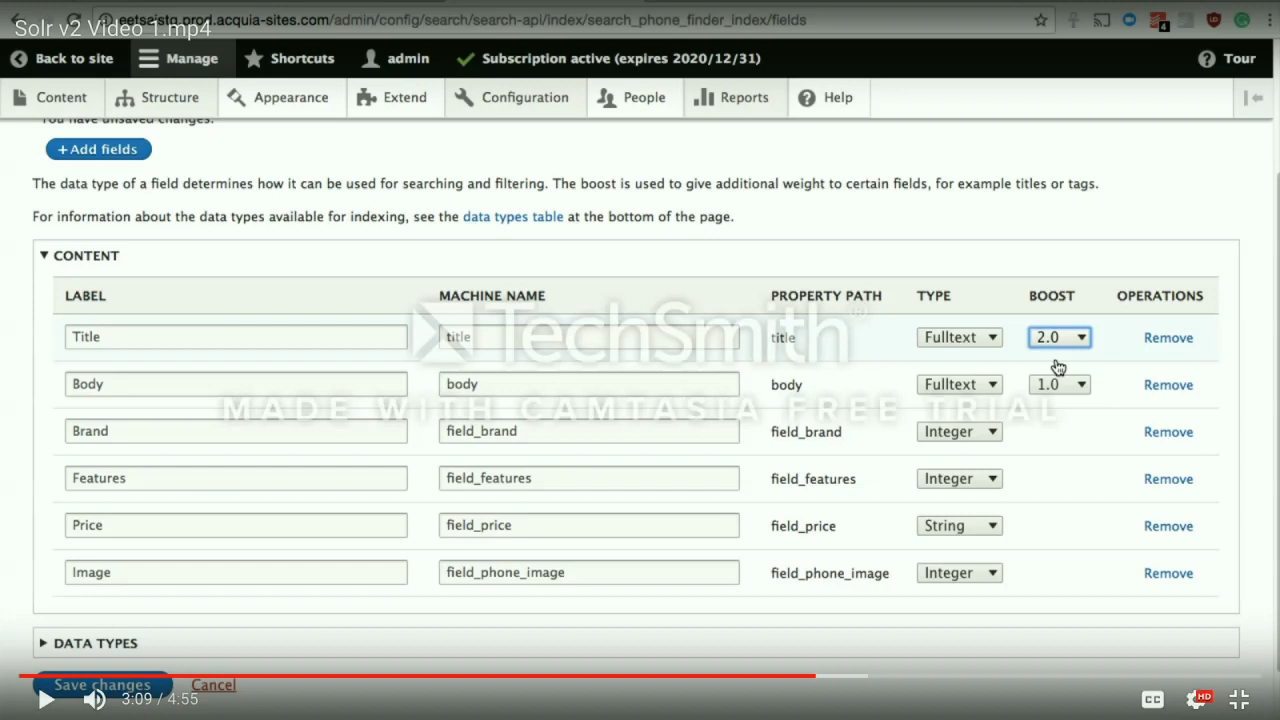 eetsaistg.prod.acquia-sites.com/admin/config/search/search-api/index/search_phone_finder_index/fields
Solr v2 Video 1.mp4
4
Back to site Manage Shortcuts admin Subscription active (expires 2020/12/31) Tour
Content Structure Appearance Extend Configuration People Reports Help
You have unsaved changes.
+ Add fields
The data type of a field determines how it can be used for searching and filtering. The boost is used to give additional weight to certain fields, for example titles or tags.
For information about the data types available for indexing, see the data types table at the bottom of the page.
CONTENT
LABEL MACHINE NAME PROPERTY PATH TYPE BOOST OPERATIONS
Title title title Fulltext 2.0 Remove
TechSmith®
Body body body Fulltext 1.0 Remove
MADE WITH CAMTASIA FREE TRIAL
Brand field_brand field_brand Integer Remove
Features field_features field_features Integer Remove
Price field_price field_price String Remove
Image field_phone_image field_phone_image Integer Remove
DATA TYPES
Save changes Cancel
3:09 / 4:55 CC HD